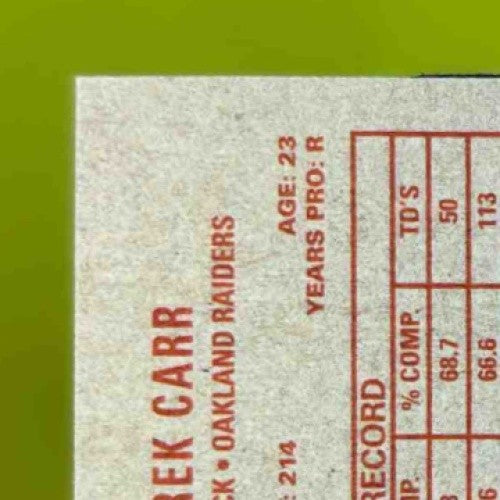 REK CARR
CK • OAKLAND RAIDERS
: 214 AGE: 23
YEARS PRO: R
RECORD
P. % COMP. TD'S
68.7 50
66.6 113